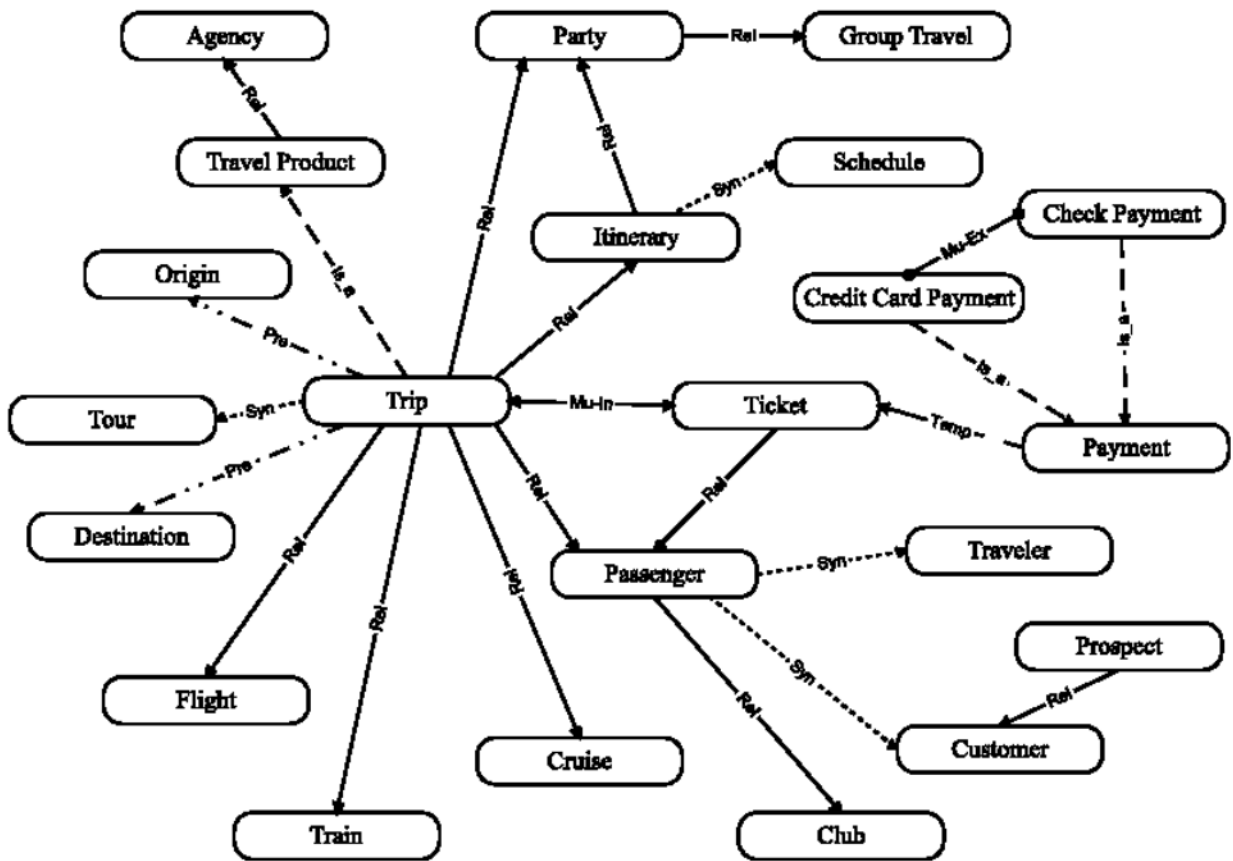 Agency
Party
Rel
Group Travel
Rel
Travel Product
Rel
Schedule
Syn
Rel
Itinerary
Check Payment
Mu-Ex
Origin
Is_a
Credit Card Payment
Rel
Is_a
Pre
Is_a
Trip
Mu-In
Ticket
Tour
Syn
Temp
Payment
Pre
Rel
Rel
Destination
Rel
Passenger
Syn
Traveler
Rel
Rel
Prospect
Syn
Rel
Flight
Rel
Customer
Cruise
Train
Club